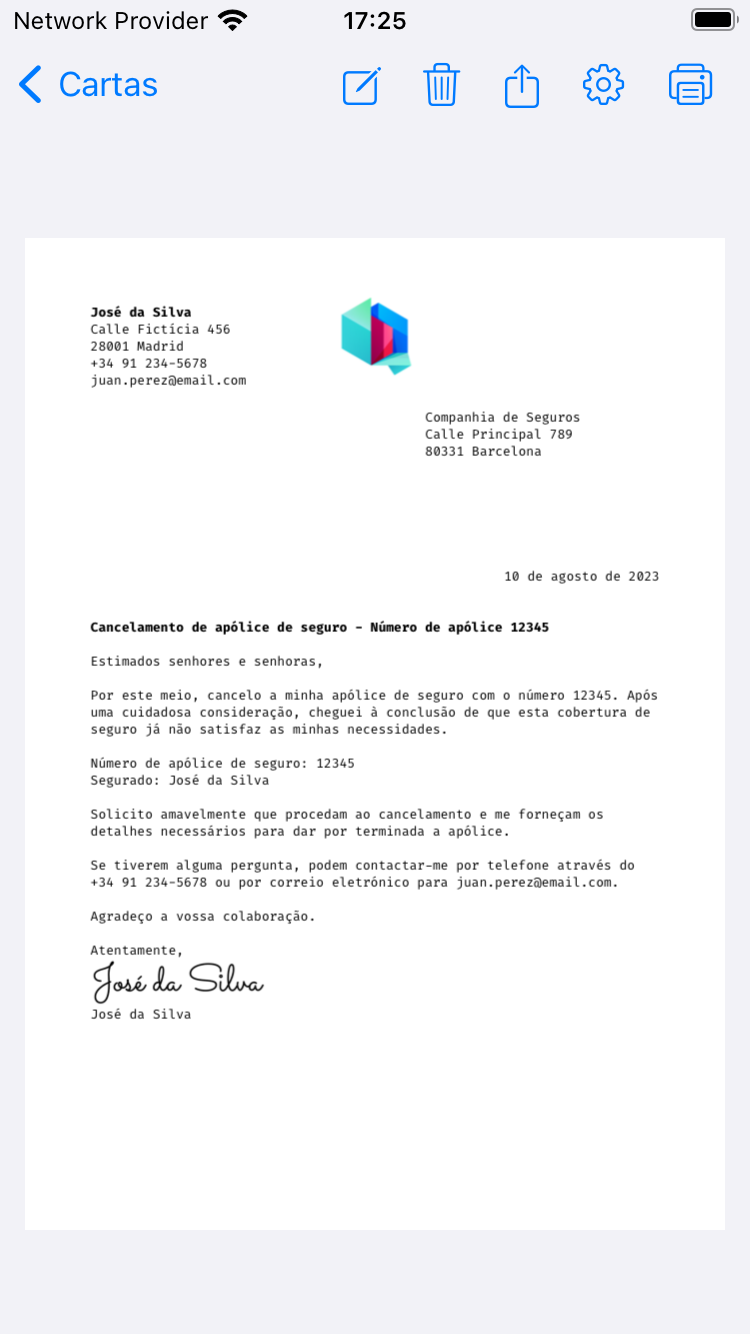 Network Provider 17:25
Cartas
José da Silva
Calle Fictícia 456
28001 Madrid
+34 91 234-5678
juan.perez@email.com
Companhia de Seguros
Calle Principal 789
80331 Barcelona
10 de agosto de 2023
Cancelamento de apólice de seguro - Número de apólice 12345
Estimados senhores e senhoras,
Por este meio, cancelo a minha apólice de seguro com o número 12345. Após
uma cuidadosa consideração, cheguei à conclusão de que esta cobertura de
seguro já não satisfaz as minhas necessidades.
Número de apólice de seguro: 12345
Segurado: José da Silva
Solicito amavelmente que procedam ao cancelamento e me forneçam os
detalhes necessários para dar por terminada a apólice.
Se tiverem alguma pergunta, podem contactar-me por telefone através do
+34 91 234-5678 ou por correio eletrónico para juan.perez@email.com.
Agradeço a vossa colaboração.
Atentamente,
José da Silva
José da Silva